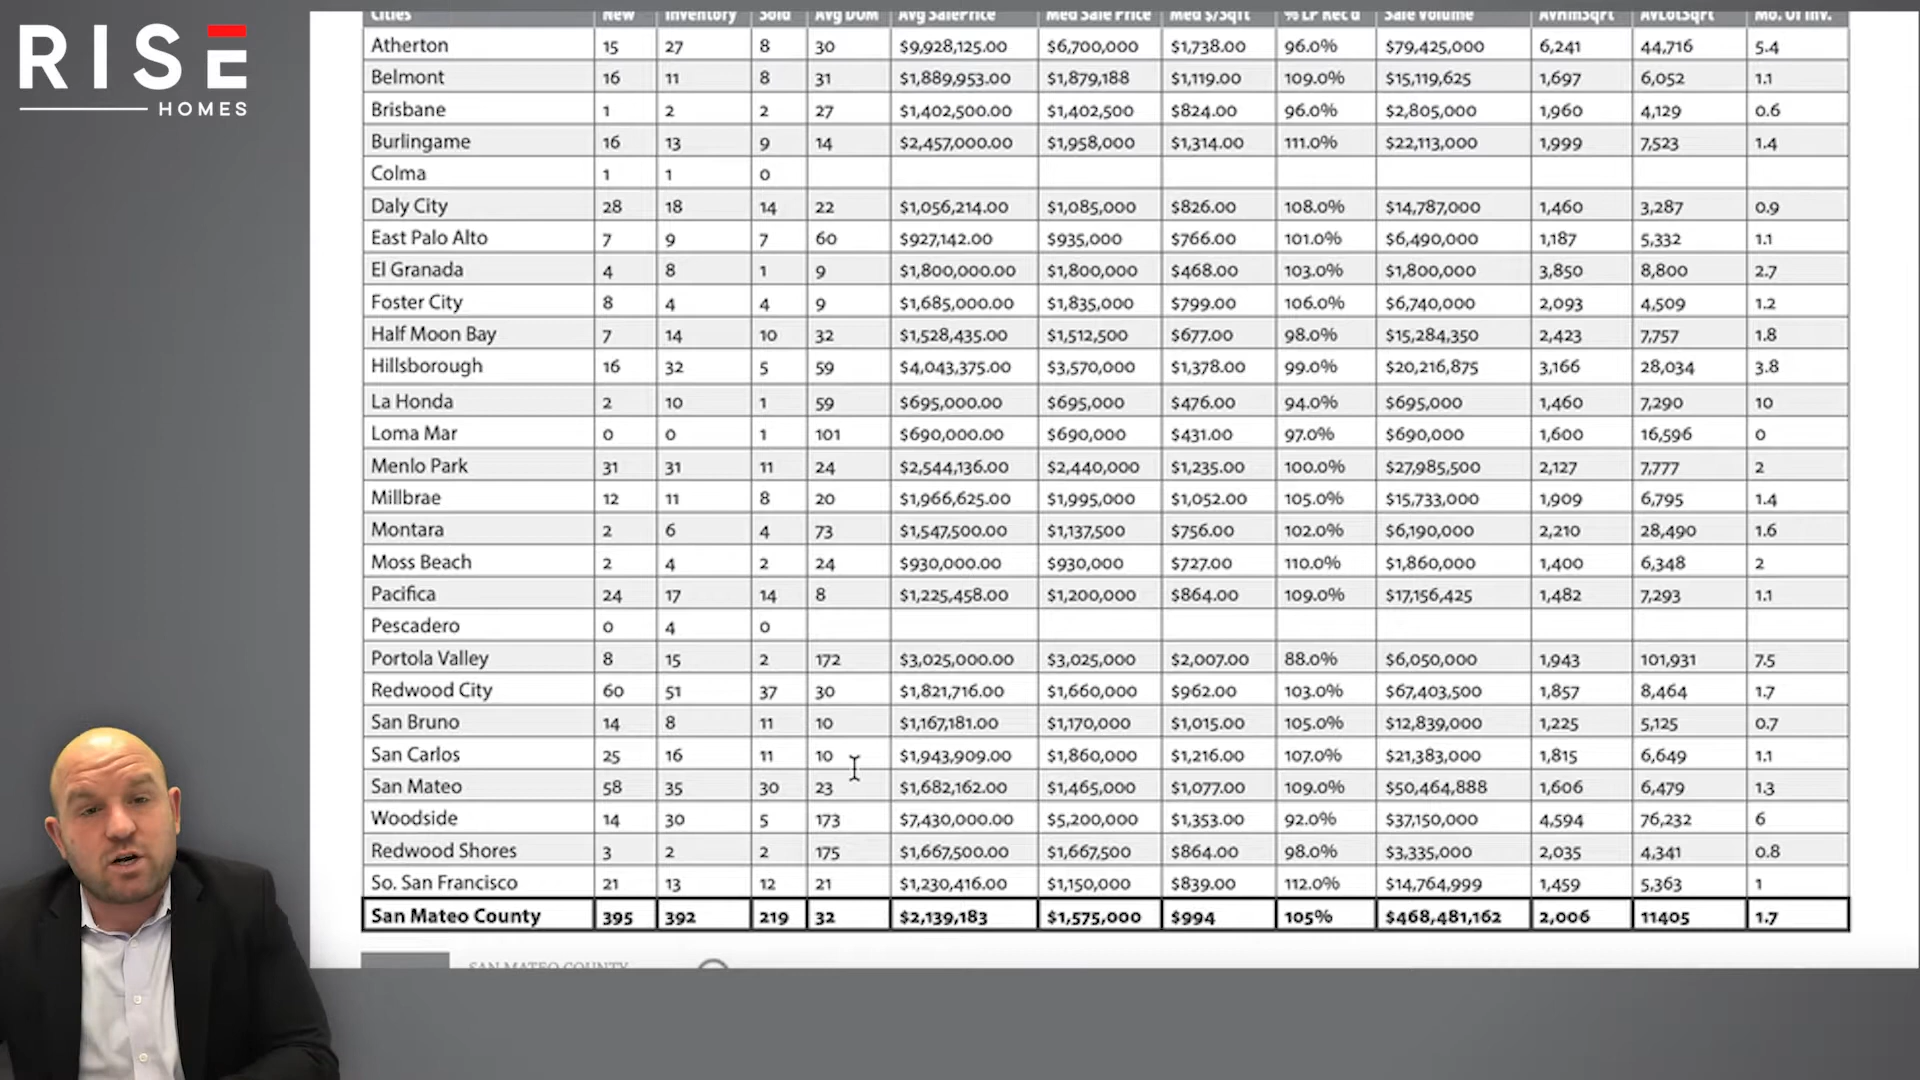 RISE
HOMES
Cities New Inventory Sold Avg DOM Avg SalePrice Med Sale Price Med $/Sqft % LP Rec'd Sale Volume AvHmSqFt AvLotSqFt Mo. Of Inv.
Atherton 15 27 8 30 $9,928,125.00 $6,700,000 $1,738.00 96.0% $79,425,000 6,241 44,716 5.4
Belmont 16 11 8 31 $1,889,953.00 $1,879,188 $1,119.00 109.0% $15,119,625 1,697 6,052 1.1
Brisbane 1 2 2 27 $1,402,500.00 $1,402,500 $824.00 96.0% $2,805,000 1,960 4,129 0.6
Burlingame 16 13 9 14 $2,457,000.00 $1,958,000 $1,314.00 111.0% $22,113,000 1,999 7,523 1.4
Colma 1 1 0
Daly City 28 18 14 22 $1,056,214.00 $1,085,000 $826.00 108.0% $14,787,000 1,460 3,287 0.9
East Palo Alto 7 9 7 60 $927,142.00 $935,000 $766.00 101.0% $6,490,000 1,187 5,332 1.1
El Granada 4 8 1 9 $1,800,000.00 $1,800,000 $468.00 103.0% $1,800,000 3,850 8,800 2.7
Foster City 8 4 4 9 $1,685,000.00 $1,835,000 $799.00 106.0% $6,740,000 2,093 4,509 1.2
Half Moon Bay 7 14 10 32 $1,528,435.00 $1,512,500 $677.00 98.0% $15,284,350 2,423 7,757 1.8
Hillsborough 16 32 5 59 $4,043,375.00 $3,570,000 $1,378.00 99.0% $20,216,875 3,166 28,034 3.8
La Honda 2 10 1 59 $695,000.00 $695,000 $476.00 94.0% $695,000 1,460 7,290 10
Loma Mar 0 0 1 101 $690,000.00 $690,000 $431.00 97.0% $690,000 1,600 16,596 0
Menlo Park 31 31 11 24 $2,544,136.00 $2,440,000 $1,235.00 100.0% $27,985,500 2,127 7,777 2
Millbrae 12 11 8 20 $1,966,625.00 $1,995,000 $1,052.00 105.0% $15,733,000 1,909 6,795 1.4
Montara 2 6 4 73 $1,547,500.00 $1,137,500 $756.00 102.0% $6,190,000 2,210 28,490 1.6
Moss Beach 2 4 2 24 $930,000.00 $930,000 $727.00 110.0% $1,860,000 1,400 6,348 2
Pacifica 24 17 14 8 $1,225,458.00 $1,200,000 $864.00 109.0% $17,156,425 1,482 7,293 1.1
Pescadero 0 4 0
Portola Valley 8 15 2 172 $3,025,000.00 $3,025,000 $2,007.00 88.0% $6,050,000 1,943 101,931 7.5
Redwood City 60 51 37 30 $1,821,716.00 $1,660,000 $962.00 103.0% $67,403,500 1,857 8,464 1.7
San Bruno 14 8 11 10 $1,167,181.00 $1,170,000 $1,015.00 105.0% $12,839,000 1,225 5,125 0.7
San Carlos 25 16 11 10 $1,943,909.00 $1,860,000 $1,216.00 107.0% $21,383,000 1,815 6,649 1.1
San Mateo 58 35 30 23 $1,682,162.00 $1,465,000 $1,077.00 109.0% $50,464,888 1,606 6,479 1.3
Woodside 14 30 5 173 $7,430,000.00 $5,200,000 $1,353.00 92.0% $37,150,000 4,594 76,232 6
Redwood Shores 3 2 2 175 $1,667,500.00 $1,667,500 $864.00 98.0% $3,335,000 2,035 4,341 0.8
So. San Francisco 21 13 12 21 $1,230,416.00 $1,150,000 $839.00 112.0% $14,764,999 1,459 5,363 1
San Mateo County 395 392 219 32 $2,139,183 $1,575,000 $994 105% $468,481,162 2,006 11405 1.7
SAN MATEO COUNTY